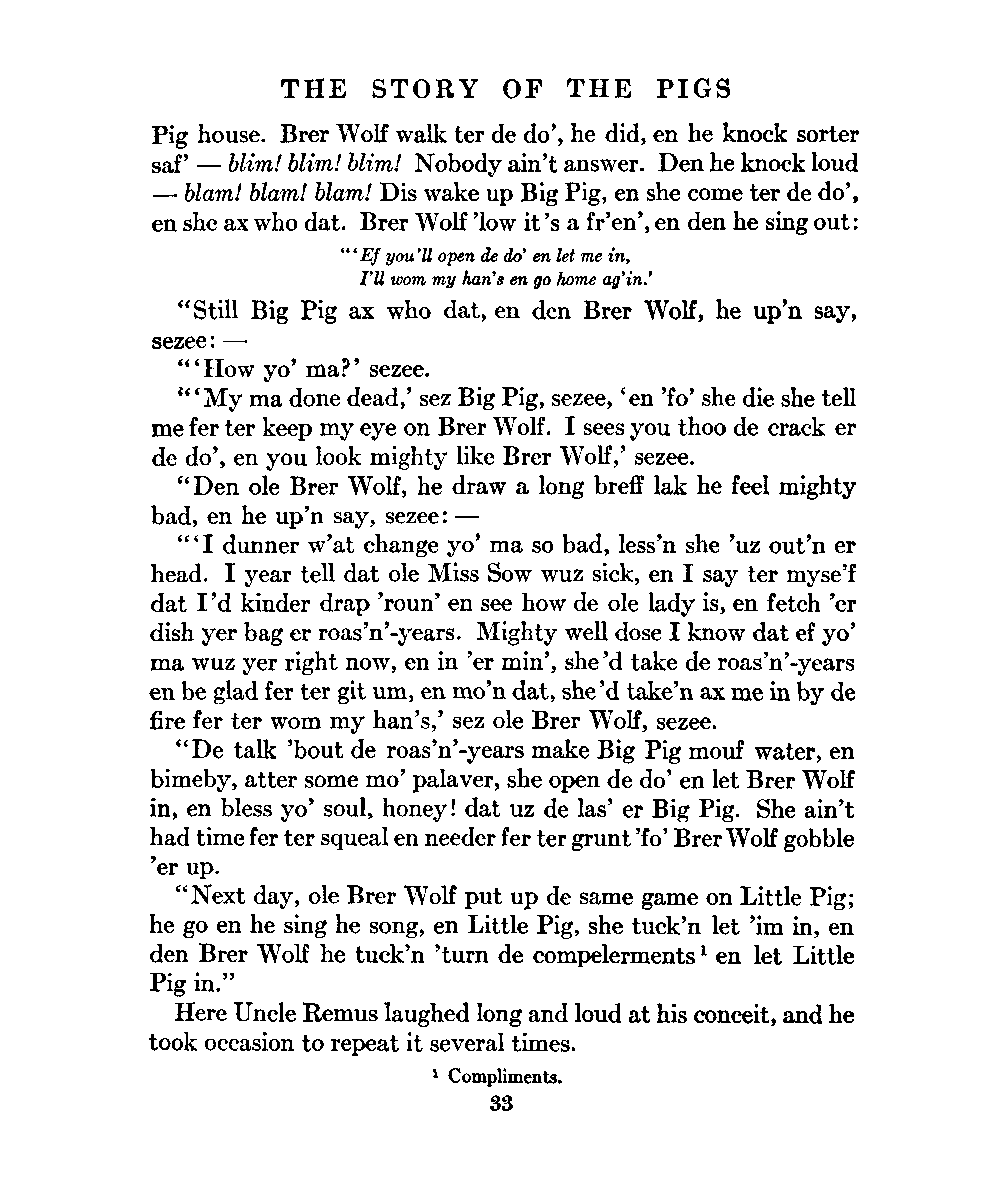 THE STORY OF THE PIGS
Pig house. Brer Wolf walk ter de do’, he did, en he knock sorter
saf’ — blim! blim! blim! Nobody ain’t answer. Den he knock loud
— blam! blam! blam! Dis wake up Big Pig, en she come ter de do’,
en she ax who dat. Brer Wolf ’low it’s a fr’en’, en den he sing out:
“‘Ef you’ll open de do’ en let me in,
I’ll wom my han’s en go home ag’in.’
“Still Big Pig ax who dat, en den Brer Wolf, he up’n say,
sezee: —
“‘How yo’ ma?’ sezee.
“‘My ma done dead,’ sez Big Pig, sezee, ‘en ’fo’ she die she tell
me fer ter keep my eye on Brer Wolf. I sees you thoo de crack er
de do’, en you look mighty like Brer Wolf,’ sezee.
“Den ole Brer Wolf, he draw a long breff lak he feel mighty
bad, en he up’n say, sezee: —
“‘I dunner w’at change yo’ ma so bad, less’n she ’uz out’n er
head. I year tell dat ole Miss Sow wuz sick, en I say ter myse’f
dat I’d kinder drap ’roun’ en see how de ole lady is, en fetch ’er
dish yer bag er roas’n’-years. Mighty well dose I know dat ef yo’
ma wuz yer right now, en in ’er min’, she’d take de roas’n’-years
en be glad fer ter git um, en mo’n dat, she’d take’n ax me in by de
fire fer ter wom my han’s,’ sez ole Brer Wolf, sezee.
“De talk ’bout de roas’n’-years make Big Pig mouf water, en
bimeby, atter some mo’ palaver, she open de do’ en let Brer Wolf
in, en bless yo’ soul, honey! dat uz de las’ er Big Pig. She ain’t
had time fer ter squeal en needer fer ter grunt ’fo’ Brer Wolf gobble
’er up.
“Next day, ole Brer Wolf put up de same game on Little Pig;
he go en he sing he song, en Little Pig, she tuck’n let ’im in, en
den Brer Wolf he tuck’n ’turn de compelerments¹ en let Little
Pig in.”
Here Uncle Remus laughed long and loud at his conceit, and he
took occasion to repeat it several times.
¹ Compliments.
33